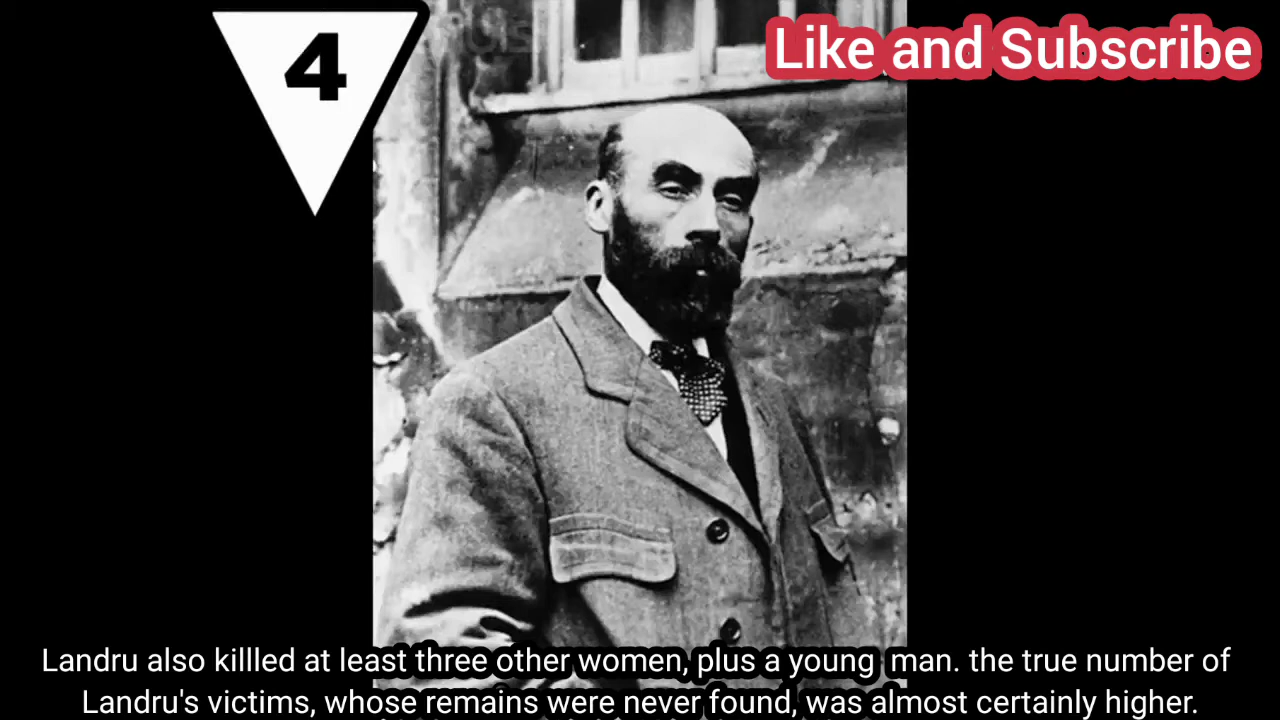 4
Like and Subscribe
Landru also killled at least three other women, plus a young man. the true number of
Landru's victims, whose remains were never found, was almost certainly higher.